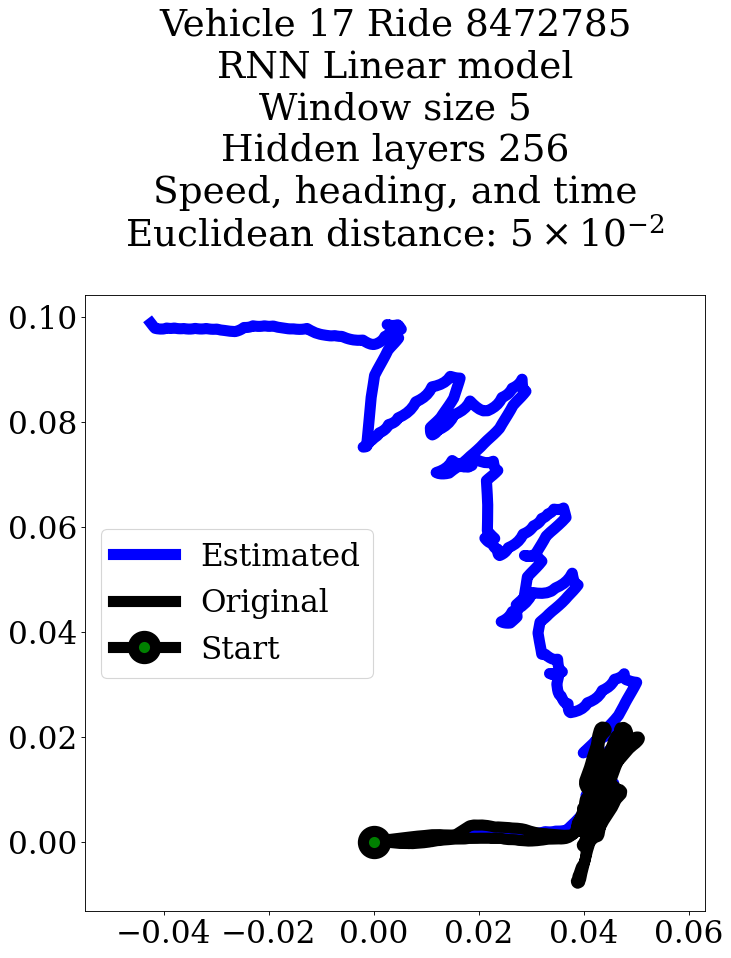 Vehicle 17 Ride 8472785
RNN Linear model
Window size 5
Hidden layers 256
Speed, heading, and time
Euclidean distance: 5 × 10⁻²
0.10
0.08
0.06
0.04
0.02
0.00
Estimated
Original
Start
−0.04 −0.02 0.00 0.02 0.04 0.06